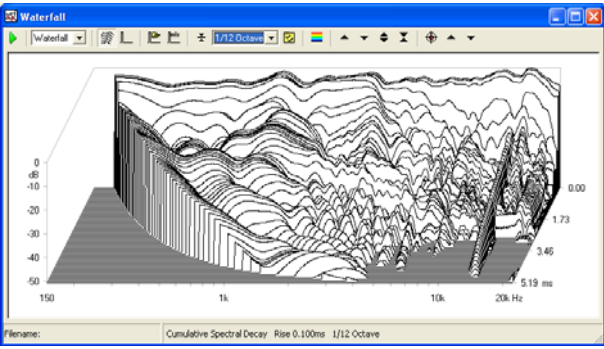 Waterfall
Waterfall
1/12 Octave
0
dB
-10
-20
-30
-40
-50
0.00
1.73
3.46
5.19 ms
150
1k
10k
20k Hz
Filename:
Cumulative Spectral Decay Rise 0.100ms 1/12 Octave